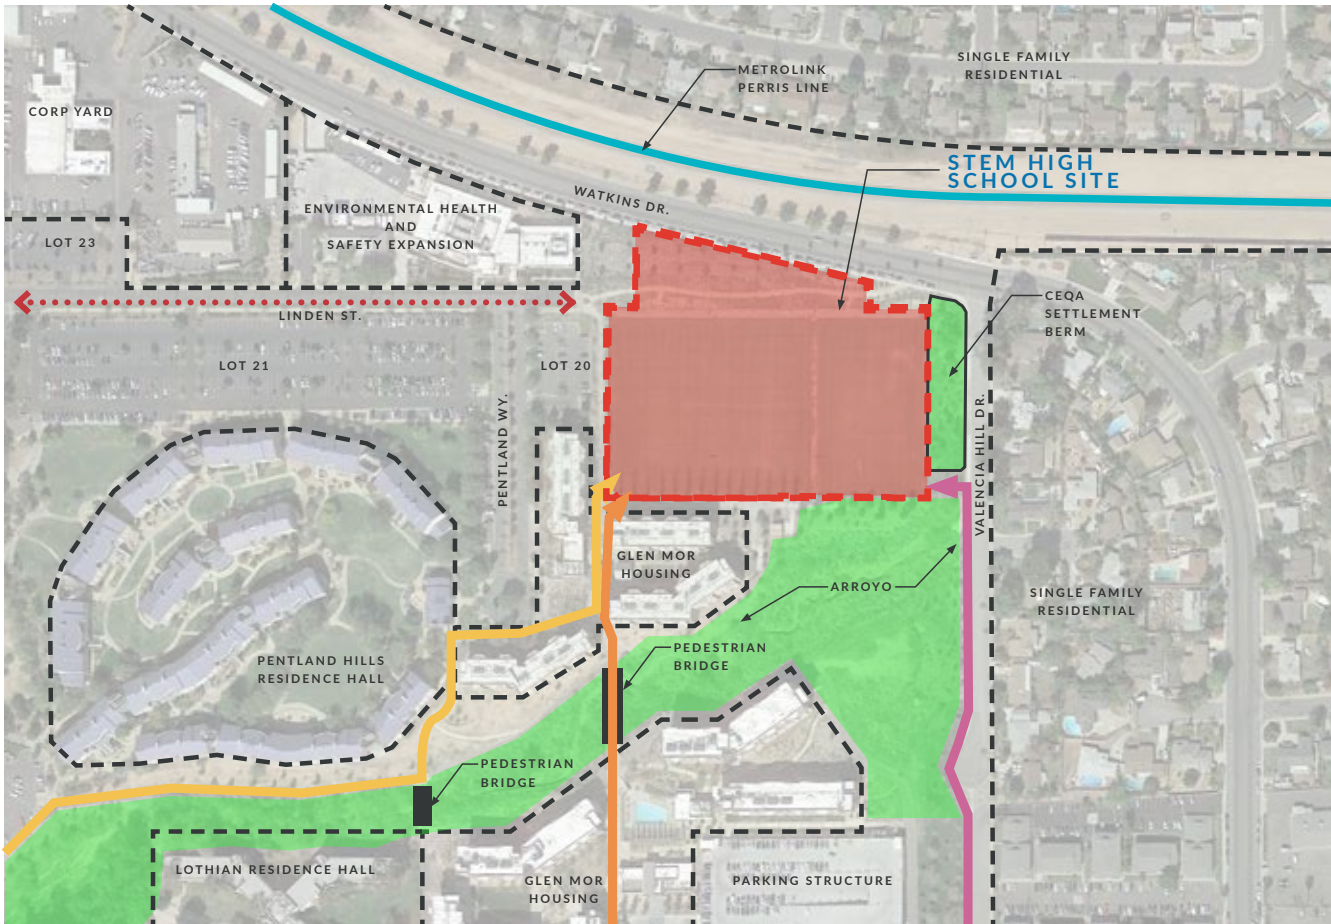 SINGLE FAMILY
RESIDENTIAL
METROLINK
PERRIS LINE
CORP YARD
STEM HIGH
SCHOOL SITE
WATKINS DR.
ENVIRONMENTAL HEALTH
AND
SAFETY EXPANSION
LOT 23
CEQA
SETTLEMENT
BERM
LINDEN ST.
LOT 21
LOT 20
PENTLAND WY.
VALENCIA HILL DR.
GLEN MOR
HOUSING
ARROYO
SINGLE FAMILY
RESIDENTIAL
PENTLAND HILLS
RESIDENCE HALL
PEDESTRIAN
BRIDGE
PEDESTRIAN
BRIDGE
LOTHIAN RESIDENCE HALL
GLEN MOR
HOUSING
PARKING STRUCTURE